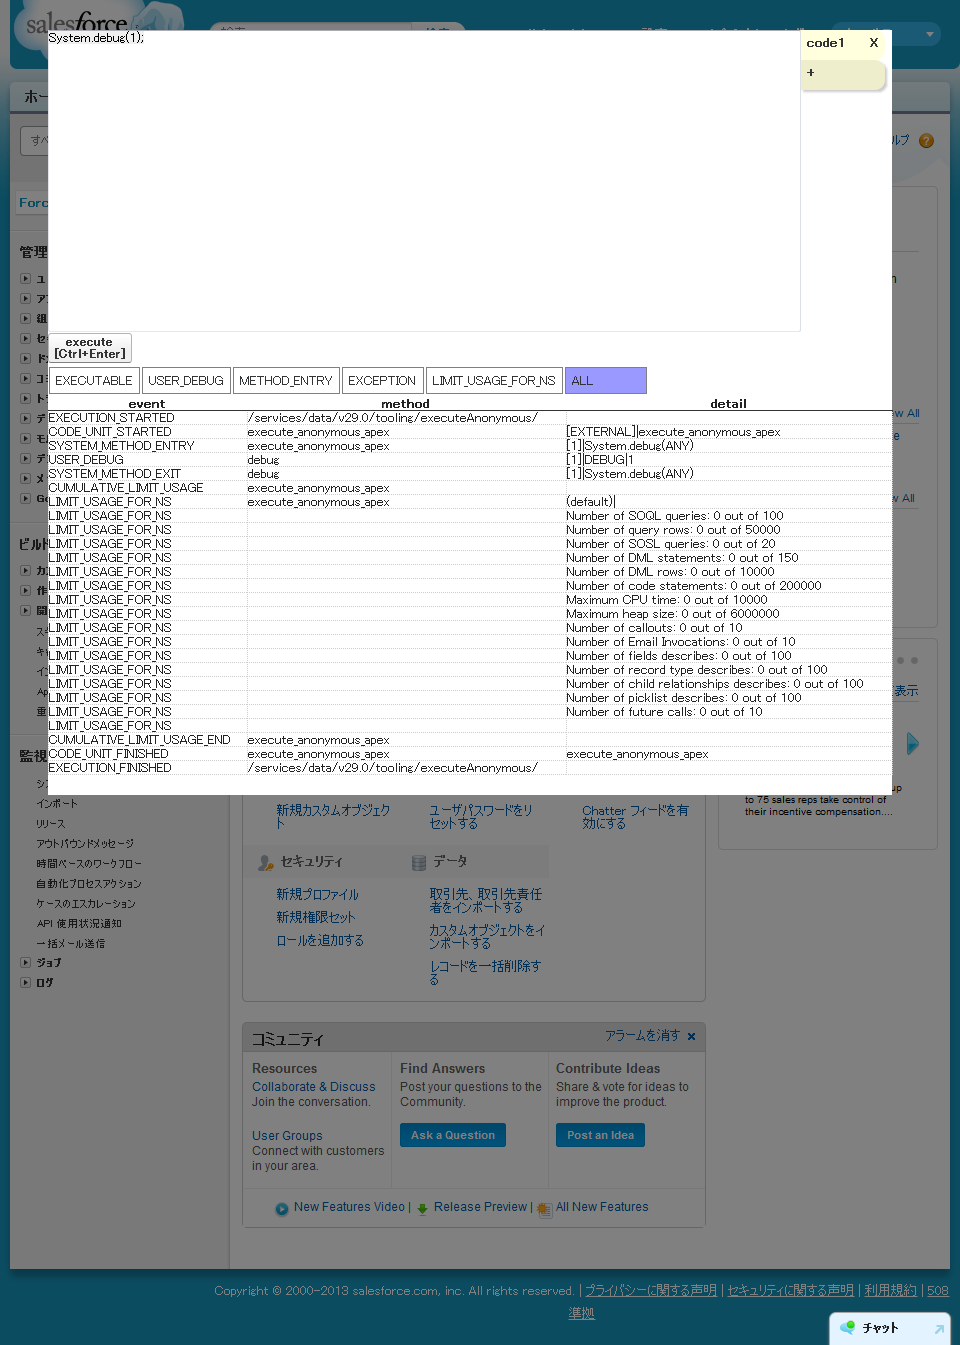 salesforce
System.debug(1);
code1 X
+
ホー
すべ
ルプ
Forc
管理
execute
[Ctrl+Enter]
EXECUTABLE USER_DEBUG METHOD_ENTRY EXCEPTION LIMIT_USAGE_FOR_NS ALL
event method detail
EXECUTION_STARTED /services/data/v29.0/tooling/executeAnonymous/
CODE_UNIT_STARTED execute_anonymous_apex [EXTERNAL]|execute_anonymous_apex
SYSTEM_METHOD_ENTRY execute_anonymous_apex [1]|System.debug(ANY)
USER_DEBUG debug [1]|DEBUG|1
SYSTEM_METHOD_EXIT debug [1]|System.debug(ANY)
CUMULATIVE_LIMIT_USAGE execute_anonymous_apex
LIMIT_USAGE_FOR_NS execute_anonymous_apex (default)|
LIMIT_USAGE_FOR_NS Number of SOQL queries: 0 out of 100
LIMIT_USAGE_FOR_NS Number of query rows: 0 out of 50000
LIMIT_USAGE_FOR_NS Number of SOSL queries: 0 out of 20
LIMIT_USAGE_FOR_NS Number of DML statements: 0 out of 150
LIMIT_USAGE_FOR_NS Number of DML rows: 0 out of 10000
LIMIT_USAGE_FOR_NS Number of code statements: 0 out of 200000
LIMIT_USAGE_FOR_NS Maximum CPU time: 0 out of 10000
LIMIT_USAGE_FOR_NS Maximum heap size: 0 out of 6000000
LIMIT_USAGE_FOR_NS Number of callouts: 0 out of 10
LIMIT_USAGE_FOR_NS Number of Email Invocations: 0 out of 10
LIMIT_USAGE_FOR_NS Number of fields describes: 0 out of 100
LIMIT_USAGE_FOR_NS Number of record type describes: 0 out of 100
LIMIT_USAGE_FOR_NS Number of child relationships describes: 0 out of 100
LIMIT_USAGE_FOR_NS Number of picklist describes: 0 out of 100
LIMIT_USAGE_FOR_NS Number of future calls: 0 out of 10
LIMIT_USAGE_FOR_NS
CUMULATIVE_LIMIT_USAGE_END execute_anonymous_apex
CODE_UNIT_FINISHED execute_anonymous_apex execute_anonymous_apex
EXECUTION_FINISHED /services/data/v29.0/tooling/executeAnonymous/
ew All
ew All
表示
ビルド
監視
インポート
リリース
アウトバウンドメッセージ
時間ベースのワークフロー
自動化プロセスアクション
ケースのエスカレーション
API 使用状況通知
一括メール送信
ジョブ
ログ
up
to 75 sales reps take control of
their incentive compensation....
新規カスタムオブジェク
ト
ユーザパスワードをリ
セットする
Chatter フィードを有
効にする
セキュリティ
新規プロファイル
新規権限セット
ロールを追加する
データ
取引先、取引先責任
者をインポートする
カスタムオブジェクトをイ
ンポートする
レコードを一括削除す
る
コミュニティ アラームを消す
Resources
Collaborate & Discuss
Join the conversation.
User Groups
Connect with customers
in your area.
Find Answers
Post your questions to the
Community.
Ask a Question
Contribute Ideas
Share & vote for ideas to
improve the product.
Post an Idea
New Features Video | Release Preview | All New Features
Copyright © 2000-2013 salesforce.com, inc. All rights reserved. | プライバシーに関する声明 | セキュリティに関する声明 | 利用規約 | 508
準拠
チャット